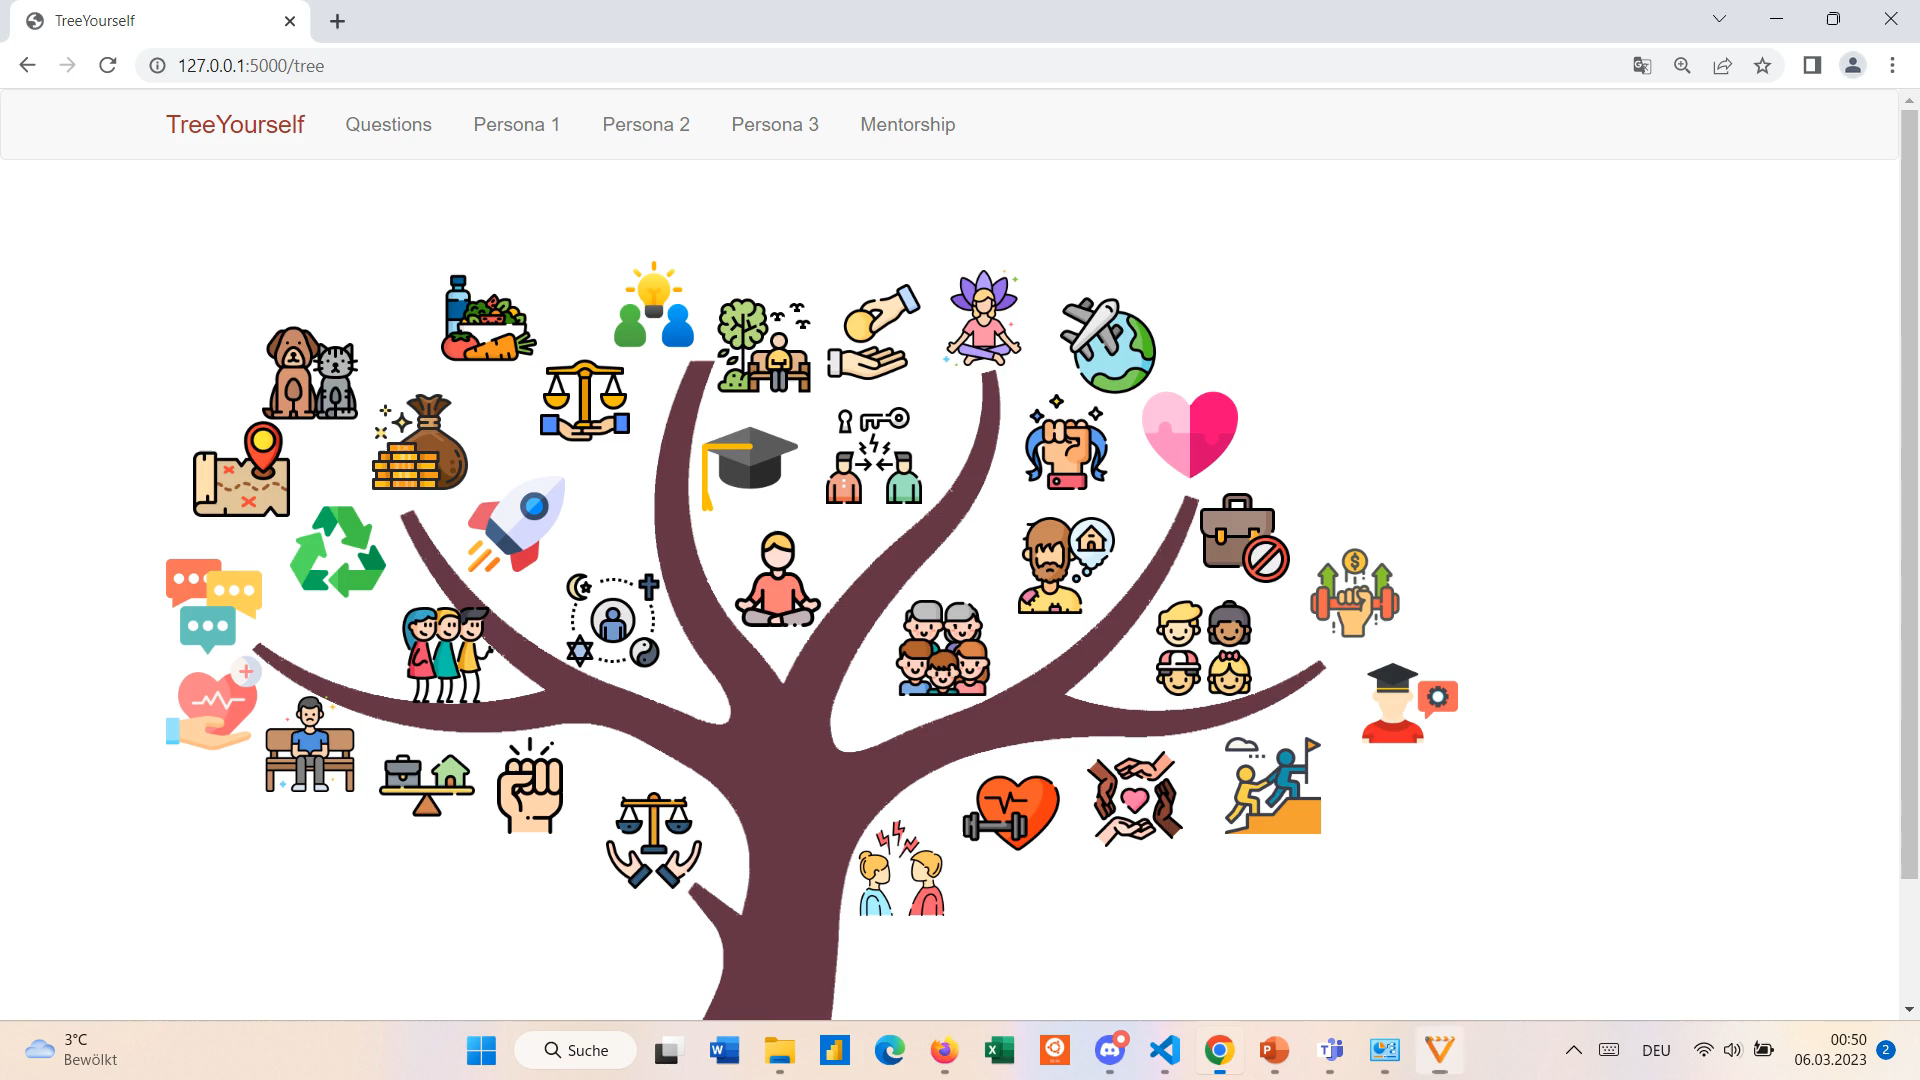 TreeYourself
127.0.0.1:5000/tree
TreeYourself Questions Persona 1 Persona 2 Persona 3 Mentorship
3°C
Bewölkt
Suche
DEU
00:50
06.03.2023
2